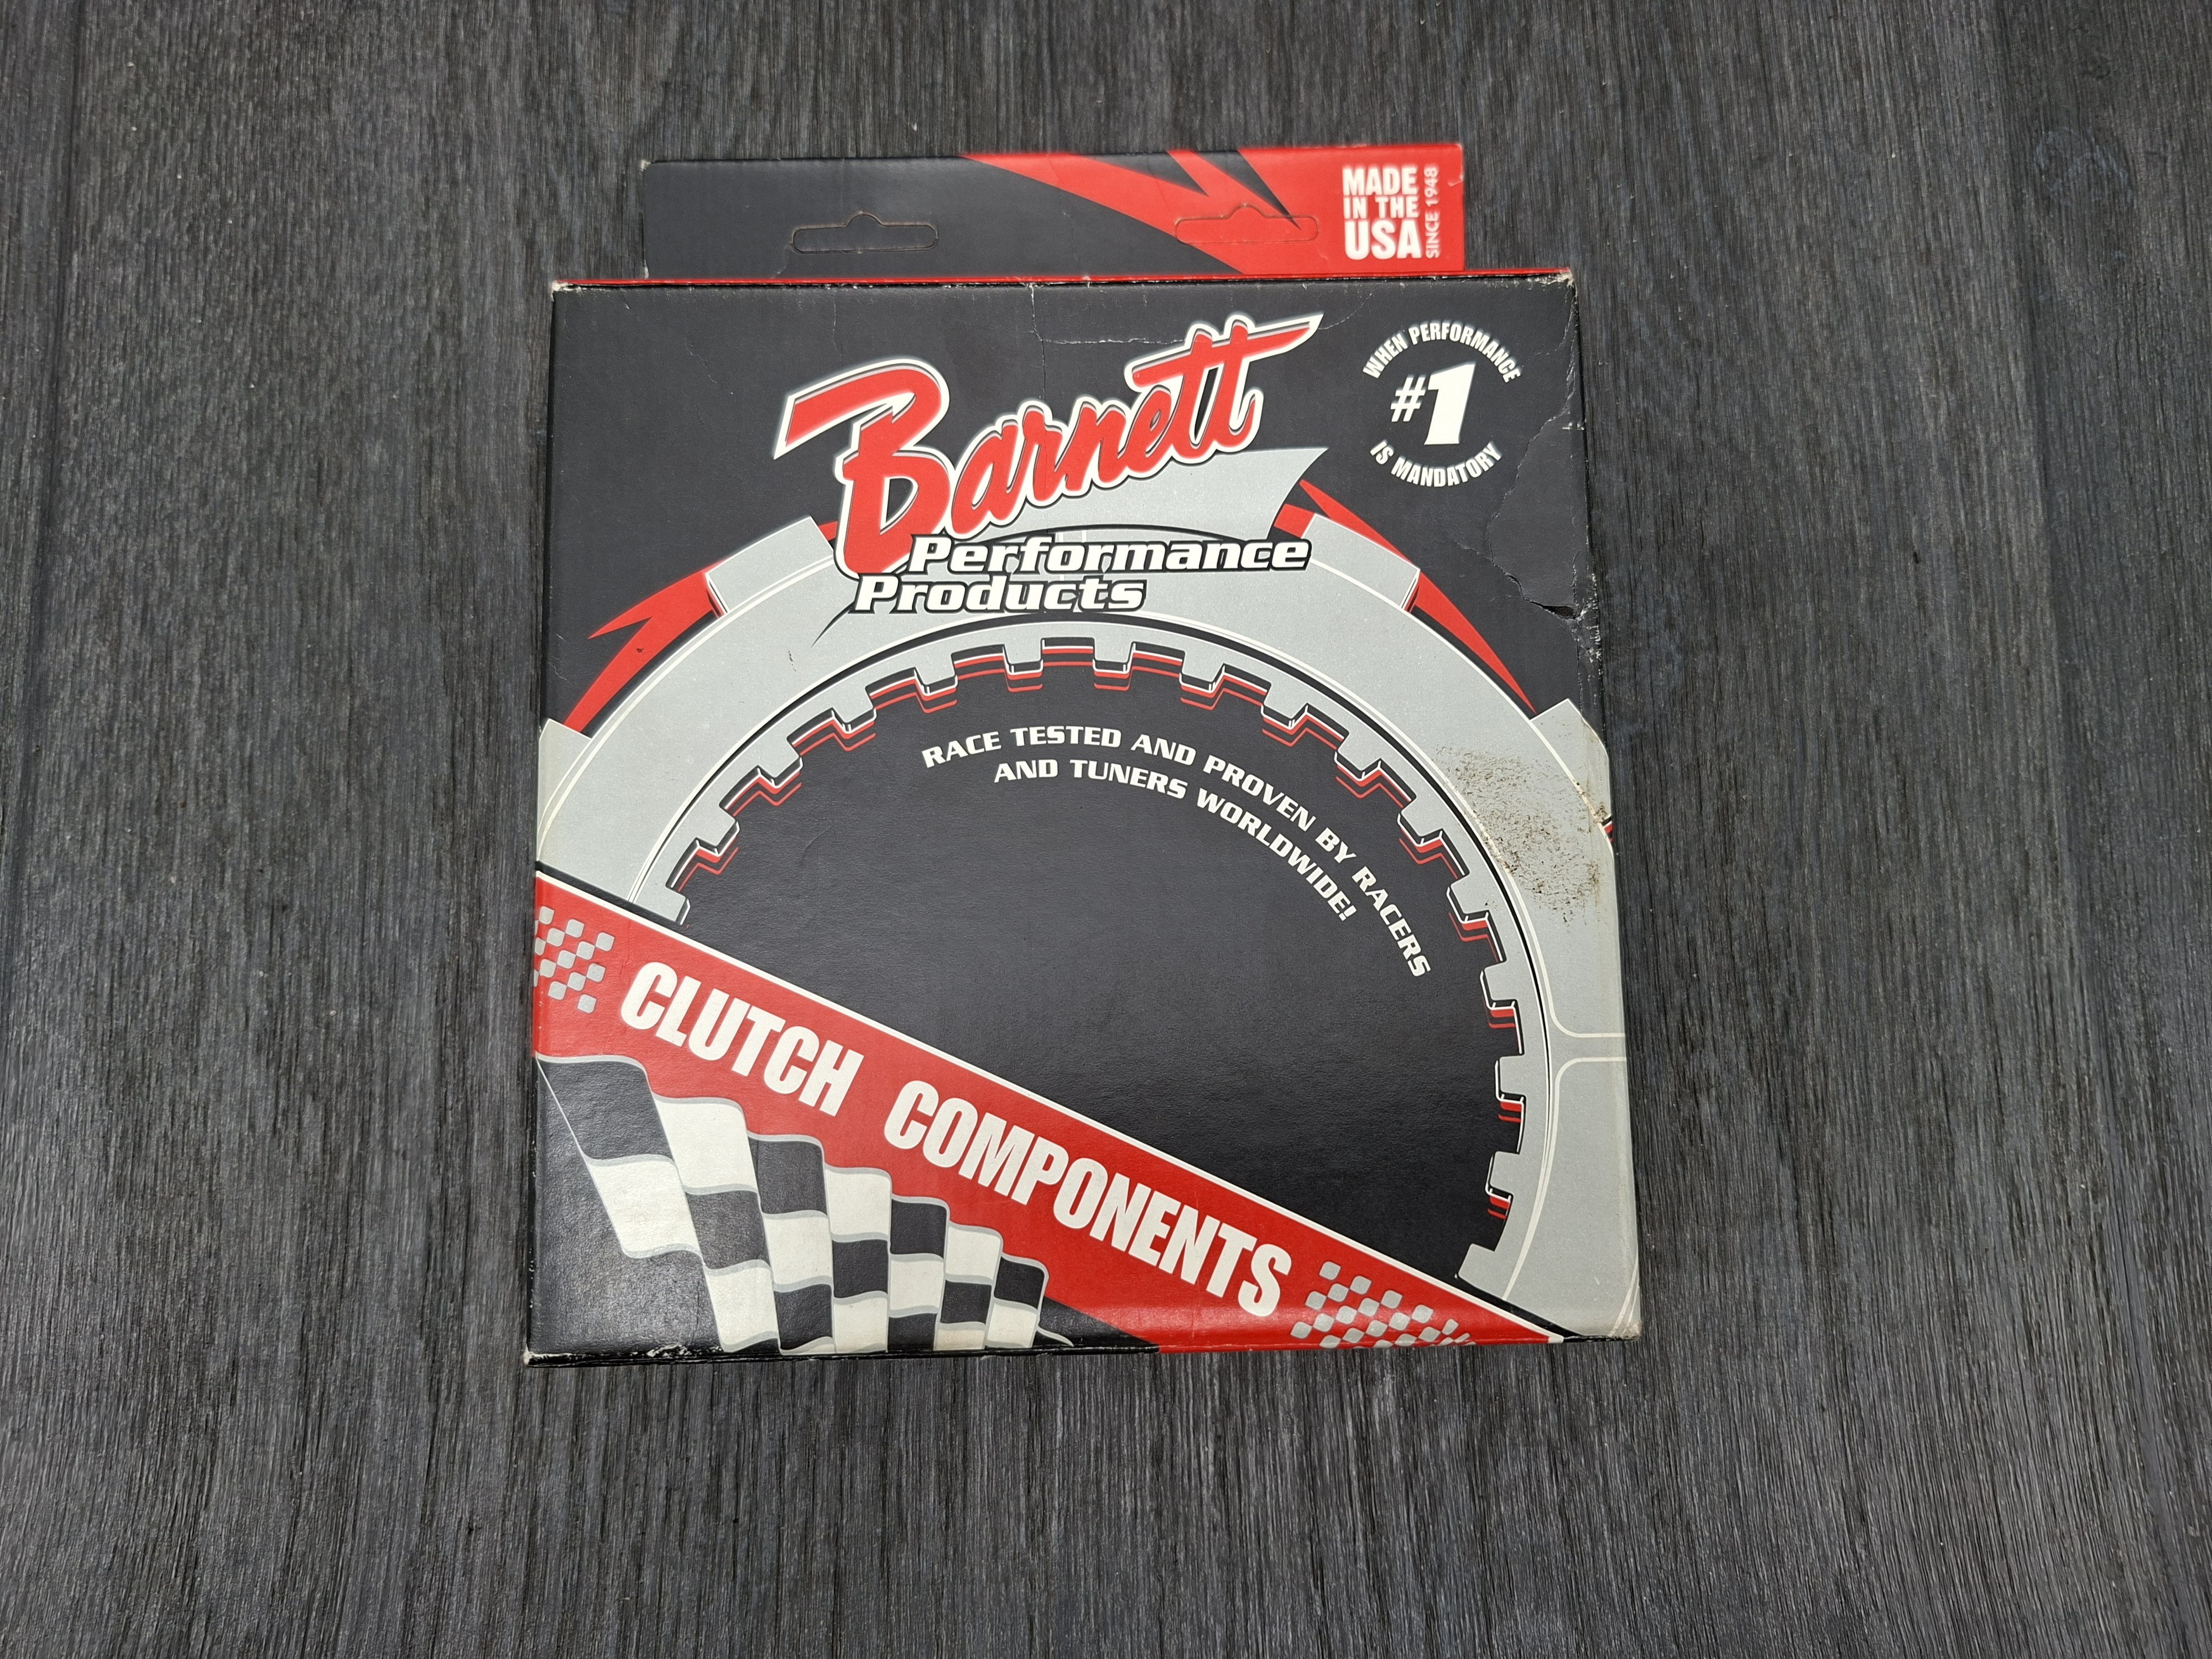 MADE
IN THE
USA
SINCE 1948
Barnett
Performance
Products
WHEN PERFORMANCE
#1
IS MANDATORY
RACE TESTED AND PROVEN BY RACERS
AND TUNERS WORLDWIDE!
CLUTCH COMPONENTS